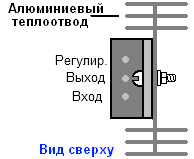 Алюминиевый
теплоотвод
Регулир.
Выход
Вход
Вид сверху